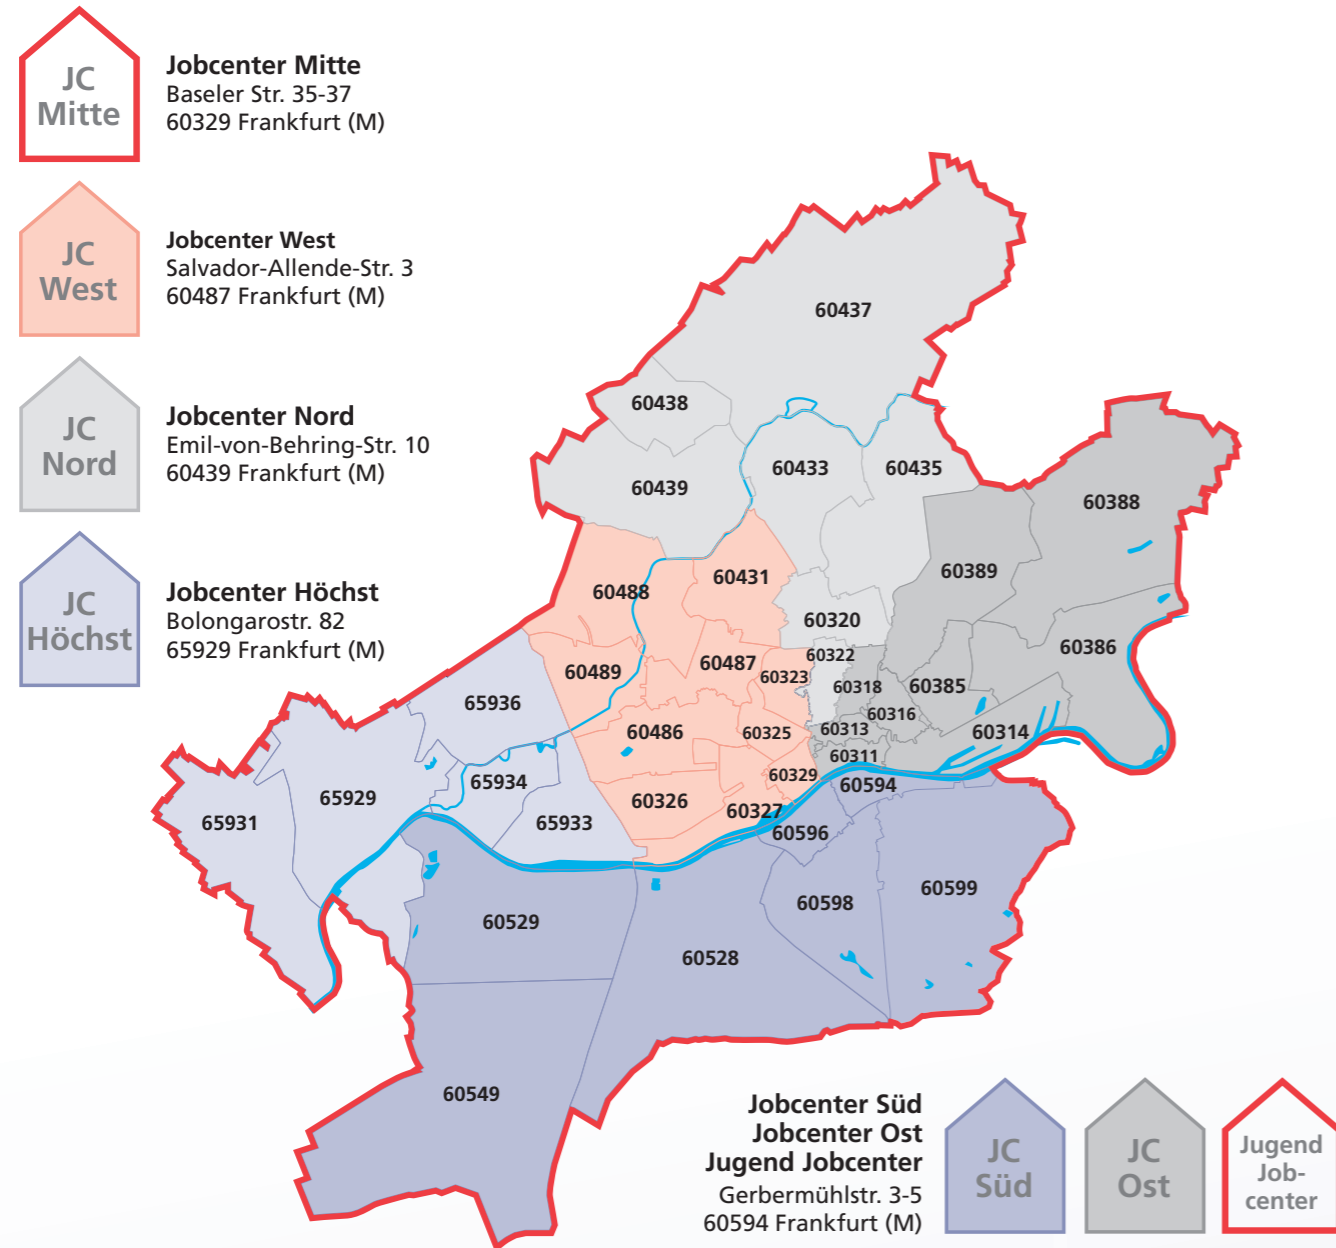 JC
Mitte
Jobcenter Mitte
Baseler Str. 35-37
60329 Frankfurt (M)
JC
West
Jobcenter West
Salvador-Allende-Str. 3
60487 Frankfurt (M)
JC
Nord
Jobcenter Nord
Emil-von-Behring-Str. 10
60439 Frankfurt (M)
JC
Höchst
Jobcenter Höchst
Bolongarostr. 82
65929 Frankfurt (M)
60437
60438
60433
60435
60439
60388
60389
60431
60488
60320
60386
60322
60487
60489
60323
60318
60385
65936
60316
60313
60314
60486
60325
60311
60329
65934
60594
65929
60326
60327
65931
65933
60596
60599
60598
60529
60528
60549
Jobcenter Süd
Jobcenter Ost
Jugend Jobcenter
Gerbermühlstr. 3-5
60594 Frankfurt (M)
JC
Süd
JC
Ost
Jugend
Job-
center